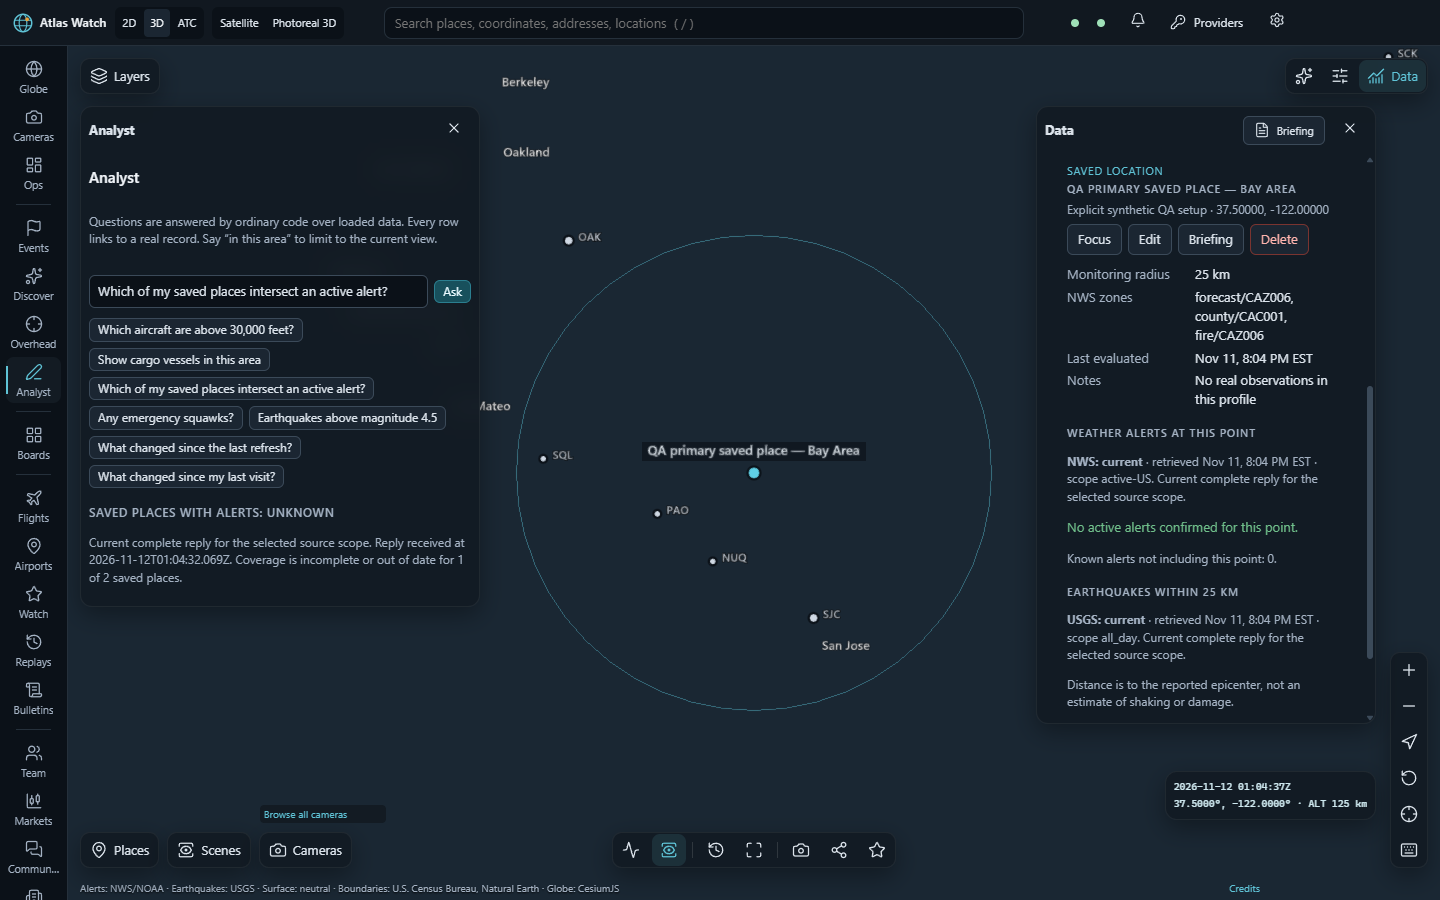 Atlas Watch
2D 3D ATC
Satellite Photoreal 3D
Search places, coordinates, addresses, locations ( / )
Providers
Globe
Cameras
Ops
Events
Discover
Overhead
Analyst
Boards
Flights
Airports
Watch
Replays
Bulletins
Team
Markets
Commun...
Layers
Analyst
Analyst
Questions are answered by ordinary code over loaded data. Every row
links to a real record. Say “in this area” to limit to the current view.
Which of my saved places intersect an active alert?
Ask
Which aircraft are above 30,000 feet?
Show cargo vessels in this area
Which of my saved places intersect an active alert?
Any emergency squawks? Earthquakes above magnitude 4.5
What changed since the last refresh?
What changed since my last visit?
SAVED PLACES WITH ALERTS: UNKNOWN
Current complete reply for the selected source scope. Reply received at
2026-11-12T01:04:32.069Z. Coverage is incomplete or out of date for 1
of 2 saved places.
Berkeley
Oakland
OAK
Mateo
SQL
QA primary saved place — Bay Area
PAO
NUQ
SJC
San Jose
SCK
Data
Data
Briefing
SAVED LOCATION
QA PRIMARY SAVED PLACE — BAY AREA
Explicit synthetic QA setup · 37.50000, -122.00000
Focus Edit Briefing Delete
Monitoring radius 25 km
NWS zones forecast/CAZ006,
county/CAC001,
fire/CAZ006
Last evaluated Nov 11, 8:04 PM EST
Notes No real observations in
this profile
WEATHER ALERTS AT THIS POINT
NWS: current · retrieved Nov 11, 8:04 PM EST ·
scope active-US. Current complete reply for the
selected source scope.
No active alerts confirmed for this point.
Known alerts not including this point: 0.
EARTHQUAKES WITHIN 25 KM
USGS: current · retrieved Nov 11, 8:04 PM EST ·
scope all_day. Current complete reply for the
selected source scope.
Distance is to the reported epicenter, not an
estimate of shaking or damage.
2026-11-12 01:04:37Z
37.5000°, −122.0000° · ALT 125 km
Browse all cameras
Places
Scenes
Cameras
Alerts: NWS/NOAA · Earthquakes: USGS · Surface: neutral · Boundaries: U.S. Census Bureau, Natural Earth · Globe: CesiumJS
Credits